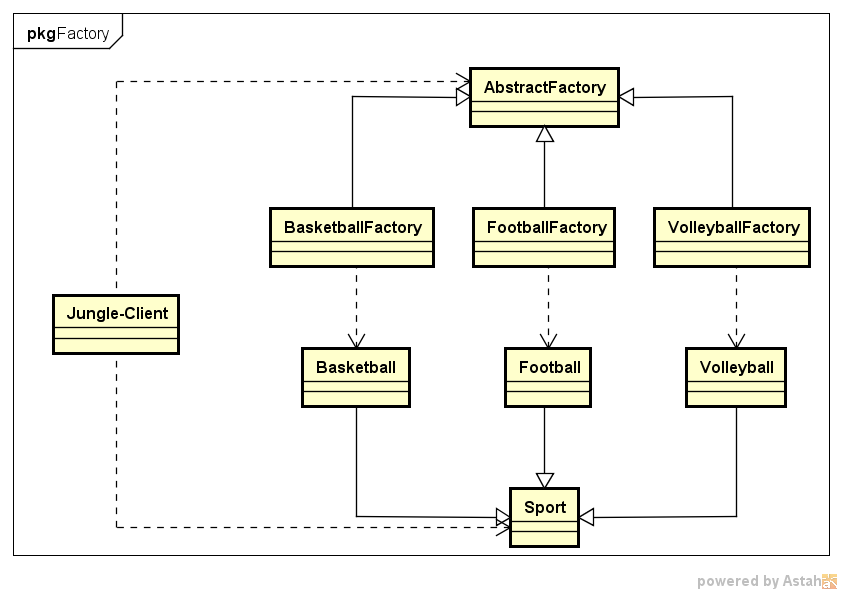 pkgFactory
AbstractFactory
BasketballFactory
FootballFactory
VolleyballFactory
Jungle-Client
Basketball
Football
Volleyball
Sport
powered by Astah